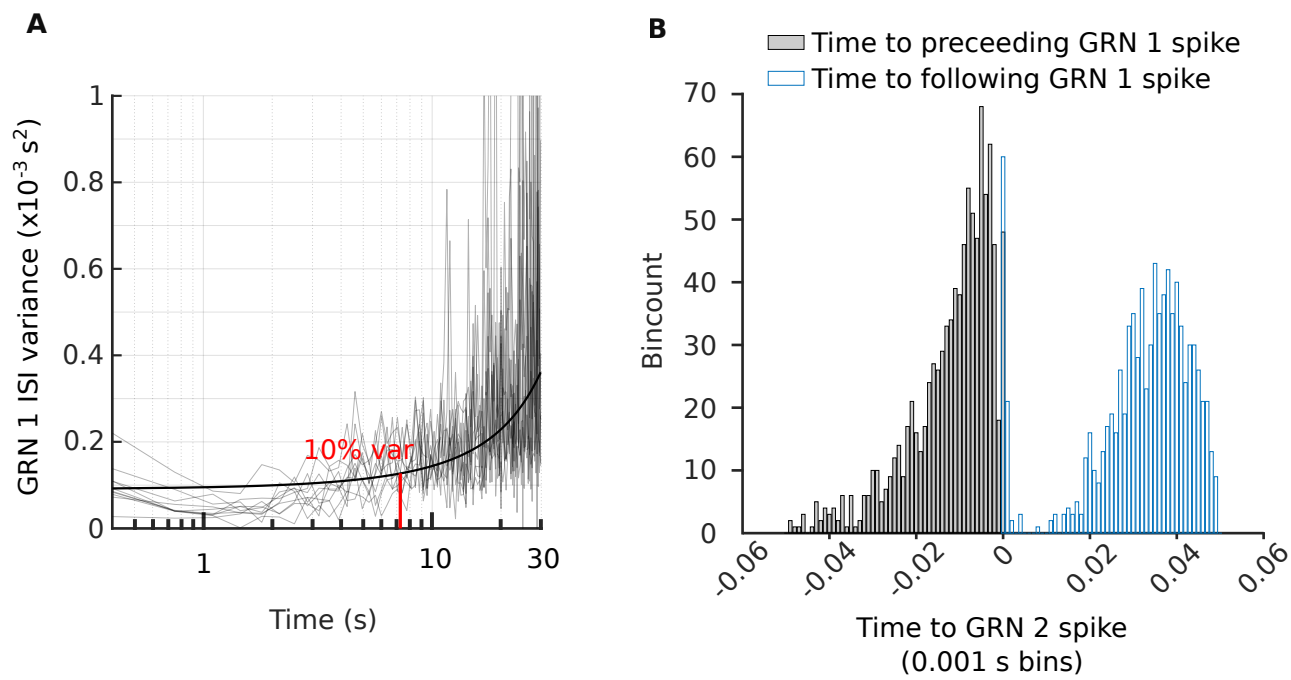 A
GRN 1 ISI variance (x10⁻³ s²)
1
0.8
0.6
0.4
0.2
0
10% var
1
10
30
Time (s)
B
Time to preceeding GRN 1 spike
Time to following GRN 1 spike
Bincount
70
60
50
40
30
20
10
0
-0.06
-0.04
-0.02
0
0.02
0.04
0.06
Time to GRN 2 spike
(0.001 s bins)